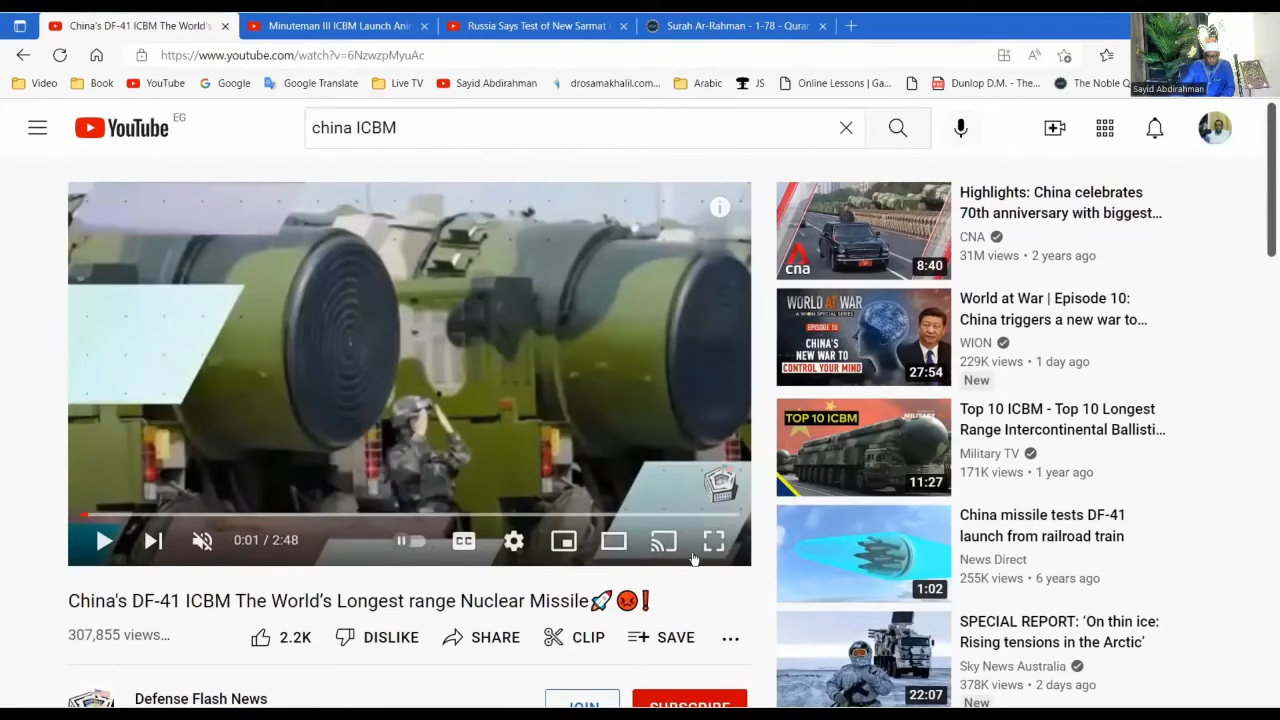 China's DF-41 ICBM The World's
Minuteman III ICBM Launch Ani
Russia Says Test of New Sarmat
Surah Ar-Rahman - 1-78 - Quran
https://www.youtube.com/watch?v=6NzwzpMyuAc
Sayid Abdirahman
Video
Book
YouTube
Google
Google Translate
Live TV
Sayid Abdirahman
drosamakhalil.com...
Arabic
JS
Online Lessons | Ga...
Dunlop D.M. - The...
The Noble Q
YouTube
EG
china ICBM
0:01 / 2:48
CC
China's DF-41 ICBM The World's Longest range Nuclear Missile🚀😡❗
307,855 views...
2.2K
DISLIKE
SHARE
CLIP
SAVE
Defense Flash News
JOIN
SUBSCRIBE
cna
8:40
Highlights: China celebrates
70th anniversary with biggest...
CNA
31M views • 2 years ago
WORLD AT WAR
A WION SPECIAL SERIES
EPISODE 10
CHINA'S
NEW WAR TO
CONTROL YOUR MIND
27:54
World at War | Episode 10:
China triggers a new war to...
WION
229K views • 1 day ago
New
TOP 10 ICBM
MILITARY
11:27
Top 10 ICBM - Top 10 Longest
Range Intercontinental Ballisti...
Military TV
171K views • 1 year ago
1:02
China missile tests DF-41
launch from railroad train
News Direct
255K views • 6 years ago
22:07
SPECIAL REPORT: 'On thin ice:
Rising tensions in the Arctic'
Sky News Australia
378K views • 2 days ago
New